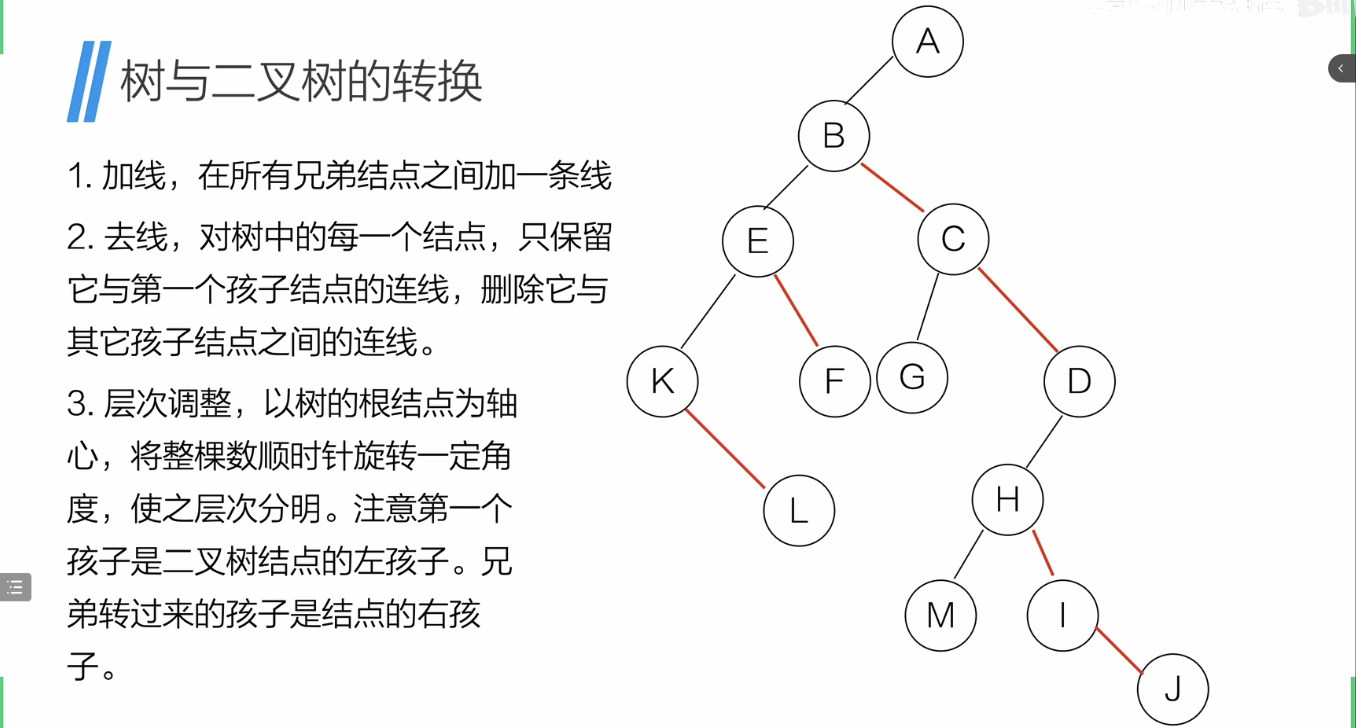 树与二叉树的转换
1. 加线，在所有兄弟结点之间加一条线
2. 去线，对树中的每一个结点，只保留
它与第一个孩子结点的连线，删除它与
其它孩子结点之间的连线。
3. 层次调整，以树的根结点为轴
心，将整棵数顺时针旋转一定角
度，使之层次分明。注意第一个
孩子是二叉树结点的左孩子。兄
弟转过来的孩子是结点的右孩
子。
A
B
E
C
K
F
G
D
L
H
M
I
J